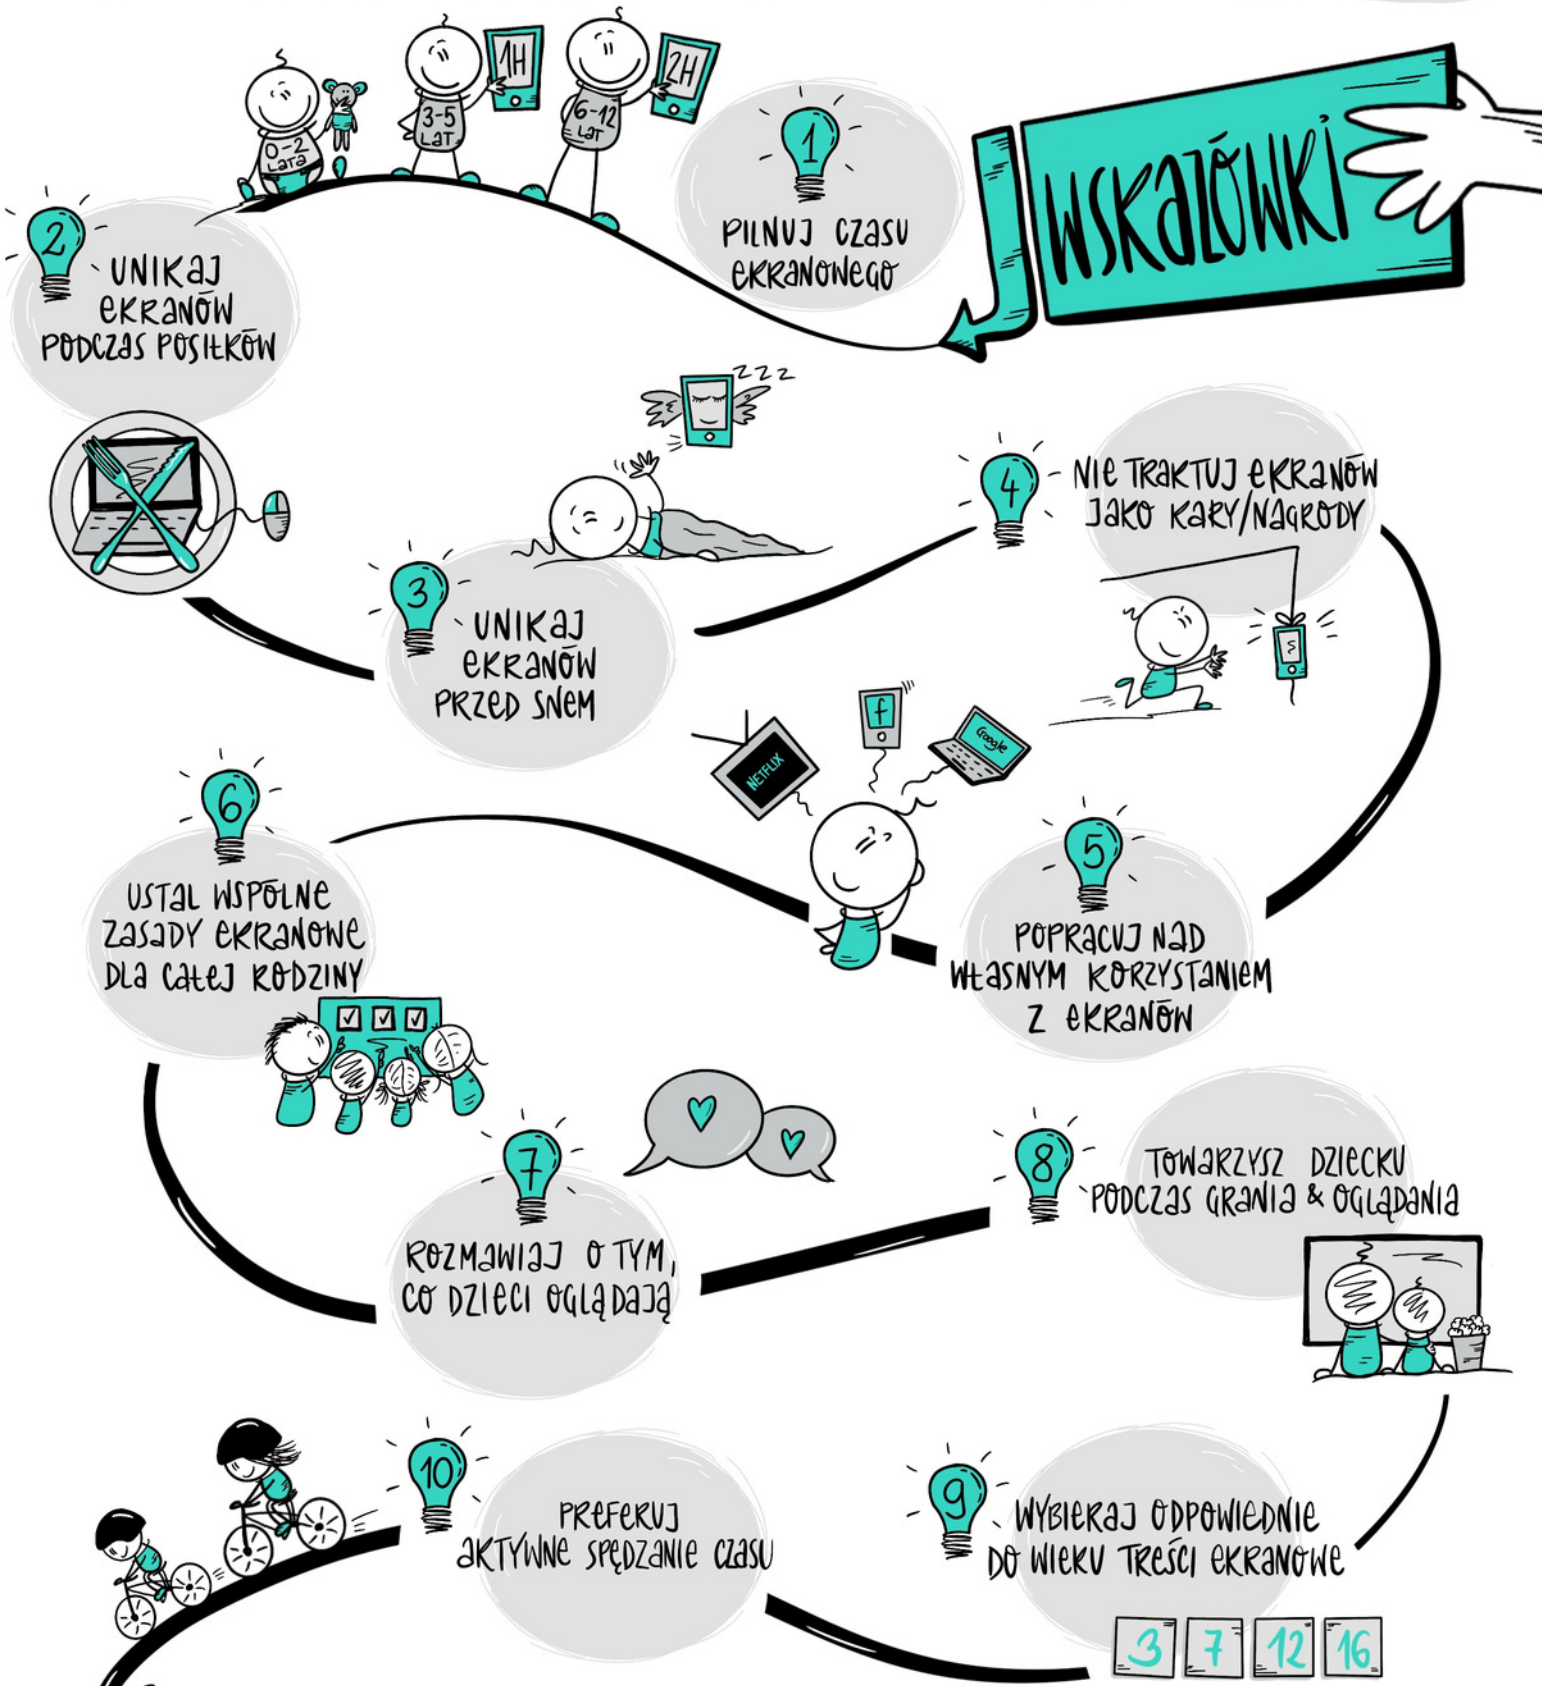 WSKAZÓWKI
1
PILNUJ CZASU
EKRANOWEGO
0-2
LATA
3-5
LAT
1H
6-12
LAT
2H
2
UNIKAJ
EKRANÓW
PODCZAS POSIŁKÓW
3
UNIKAJ
EKRANÓW
PRZED SNEM
ZZZ
4
NIE TRAKTUJ EKRANÓW
JAKO KARY/NAGRODY
5
POPRACUJ NAD
WŁASNYM KORZYSTANIEM
Z EKRANÓW
NETFLIX
f
Google
6
USTAL WSPÓLNE
ZASADY EKRANOWE
DLA CAŁEJ RODZINY
7
ROZMAWIAJ O TYM,
CO DZIECI OGLĄDAJĄ
8
TOWARZYSZ DZIECKU
PODCZAS GRANIA & OGLĄDANIA
9
WYBIERAJ ODPOWIEDNIE
DO WIEKU TREŚCI EKRANOWE
3 7 12 16
10
PREFERUJ
AKTYWNE SPĘDZANIE CZASU